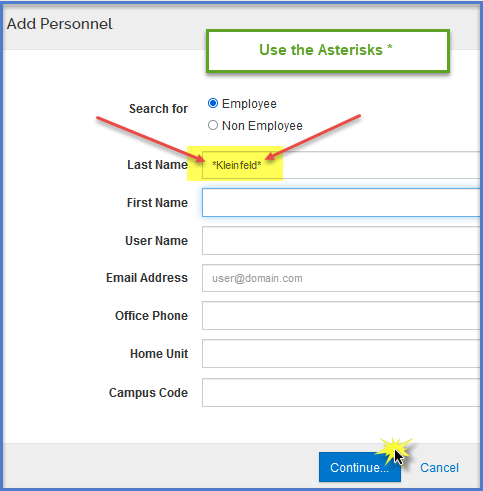 Add Personnel
Use the Asterisks *
Search for
Employee
Non Employee
Last Name *Kleinfeld*
First Name
User Name
Email Address user@domain.com
Office Phone
Home Unit
Campus Code
Continue... Cancel